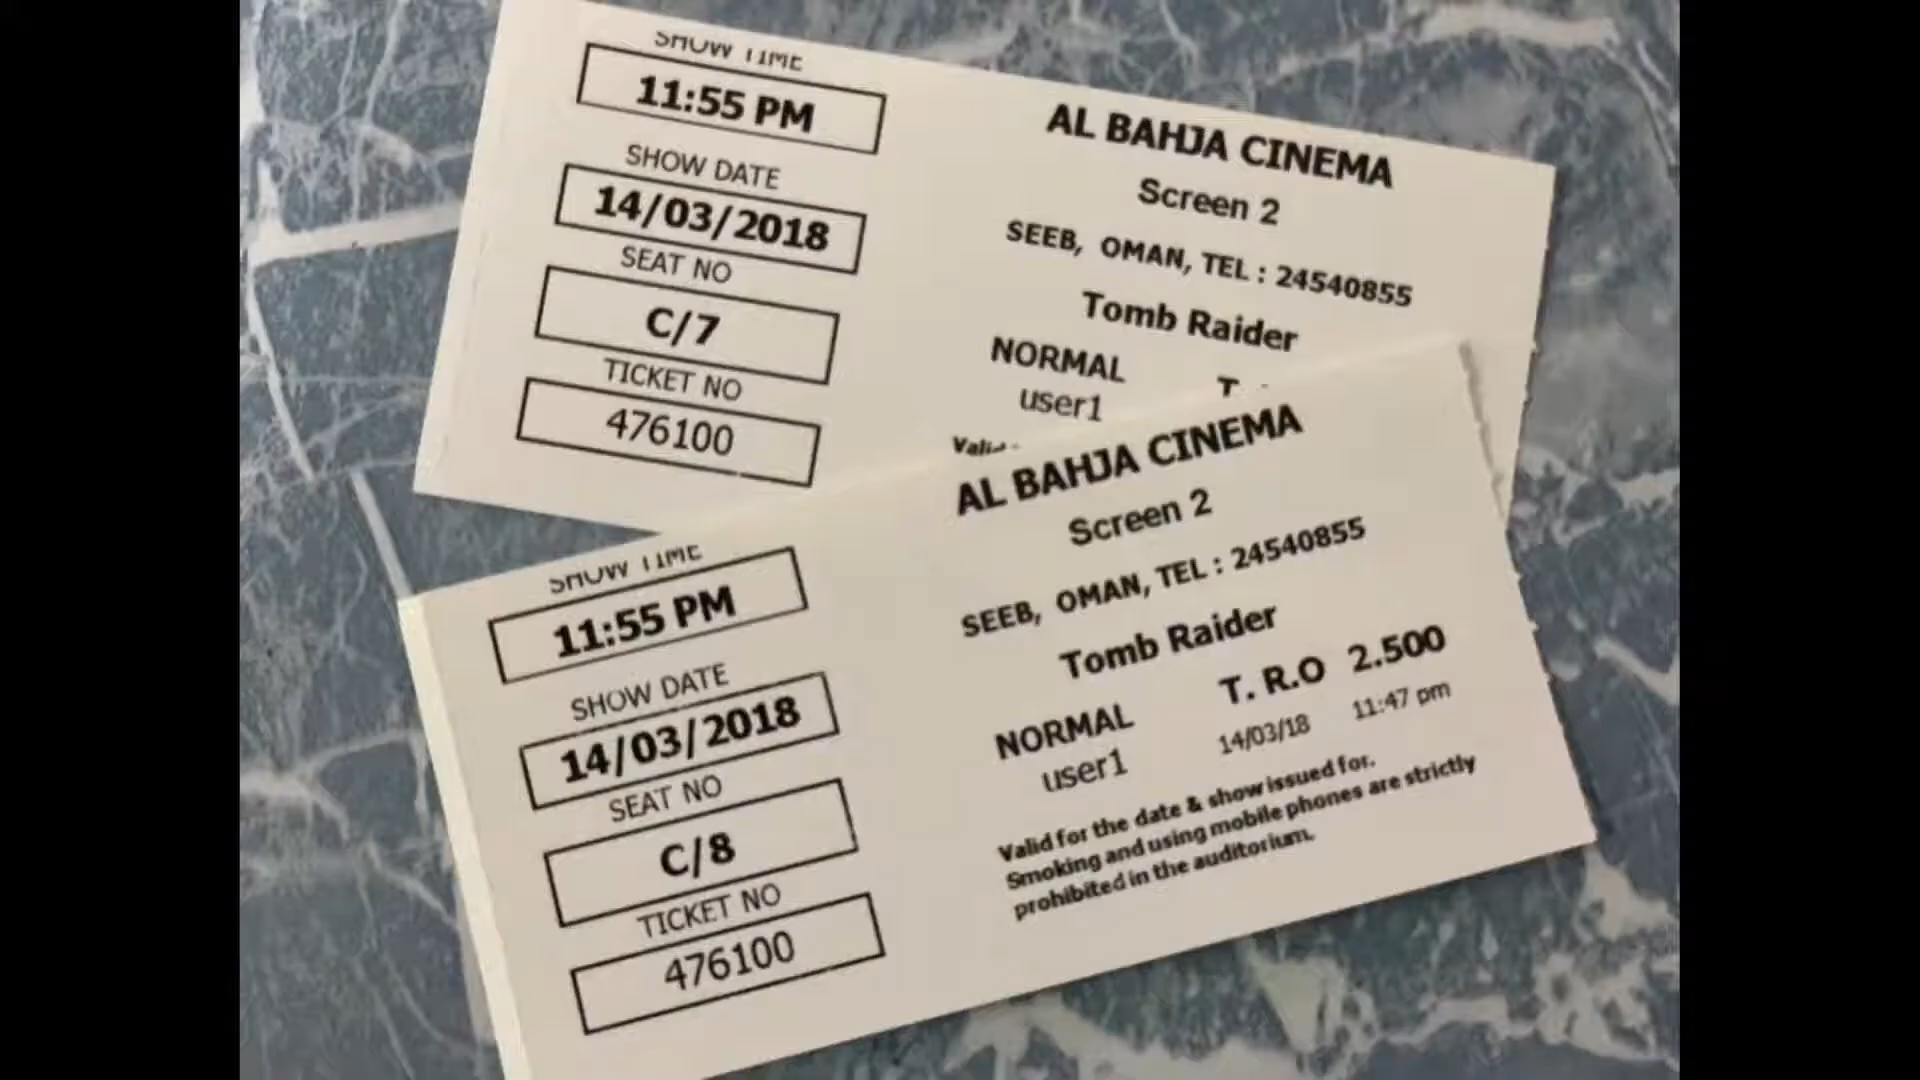 SHOW TIME
11:55 PM
SHOW DATE
14/03/2018
SEAT NO
C/7
TICKET NO
476100
AL BAHJA CINEMA
Screen 2
SEEB, OMAN, TEL : 24540855
Tomb Raider
NORMAL
user1
SHOW TIME
11:55 PM
SHOW DATE
14/03/2018
SEAT NO
C/8
TICKET NO
476100
AL BAHJA CINEMA
Screen 2
SEEB, OMAN, TEL : 24540855
Tomb Raider
NORMAL T. R.O 2.500
user1 14/03/18 11:47 pm
Valid for the date & show issued for.
Smoking and using mobile phones are strictly
prohibited in the auditorium.